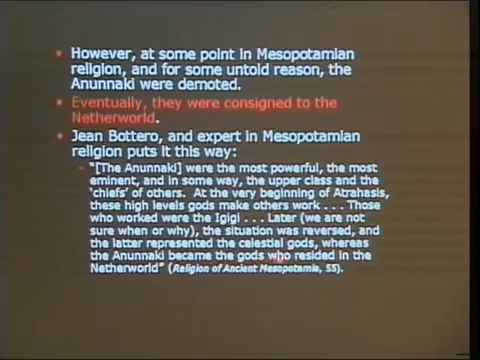 However, at some point in Mesopotamian
religion, and for some untold reason, the
Anunnaki were demoted.
Eventually, they were consigned to the
Netherworld.
Jean Bottero, and expert in Mesopotamian
religion puts it this way:
"[The Anunnaki] were the most powerful, the most
eminent, and in some way, the upper class and the
'chiefs' of others. At the very beginning of Atrahasis,
these high levels gods make others work . . . Those
who worked were the Igigi . . . Later (we are not
sure when or why), the situation was reversed, and
the latter represented the celestial gods, whereas
the Anunnaki became the gods who resided in the
Netherworld" (Religion of Ancient Mesopotamia, 55).